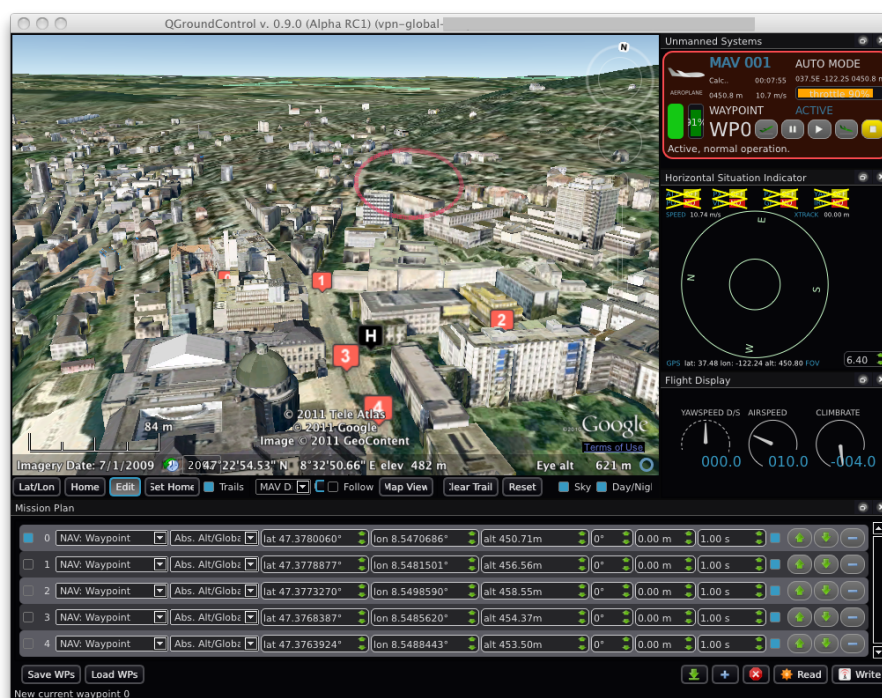 QGroundControl v. 0.9.0 (Alpha RC1) (vpn-global-
N
1
2
H
3
4
84 m
© 2011 Tele Atlas
© 2011 Google
Image © 2011 GeoContent
©2011 Google
Terms of Use
Imagery Date: 7/1/2009 47°22'54.53" N 8°32'50.66" E elev 482 m Eye alt 621 m
Lat/Lon Home Edit Set Home Trails MAV D Follow Map View Clear Trail Reset Sky Day/Nig
Unmanned Systems
MAV 001 AUTO MODE
Calc.. 00:07:55 037.5E -122.2S 0450.8 m
AEROPLANE 0450.8 m 10.7 m/s throttle 90%
WAYPOINT ACTIVE
91% WP0
Active, normal operation.
Horizontal Situation Indicator
SPEED 10.74 m/s XTRACK 00.00 m
E
N
S
W
GPS lat: 37.48 lon: -122.24 alt: 450.80 FOV 6.40
Flight Display
YAWSPEED D/S AIRSPEED CLIMBRATE
000.0 010.0 -004.0
Mission Plan
0 NAV: Waypoint Abs. Alt/Globa lat 47.3780060° lon 8.5470686° alt 450.71m 0° 0.00 m 1.00 s
1 NAV: Waypoint Abs. Alt/Globa lat 47.3778877° lon 8.5481501° alt 456.56m 0° 0.00 m 1.00 s
2 NAV: Waypoint Abs. Alt/Globa lat 47.3773270° lon 8.5498590° alt 458.55m 0° 0.00 m 1.00 s
3 NAV: Waypoint Abs. Alt/Globa lat 47.3768387° lon 8.5485620° alt 454.37m 0° 0.00 m 1.00 s
4 NAV: Waypoint Abs. Alt/Globa lat 47.3763924° lon 8.5488443° alt 453.50m 0° 0.00 m 1.00 s
Save WPs Load WPs Read Write
New current waypoint 0